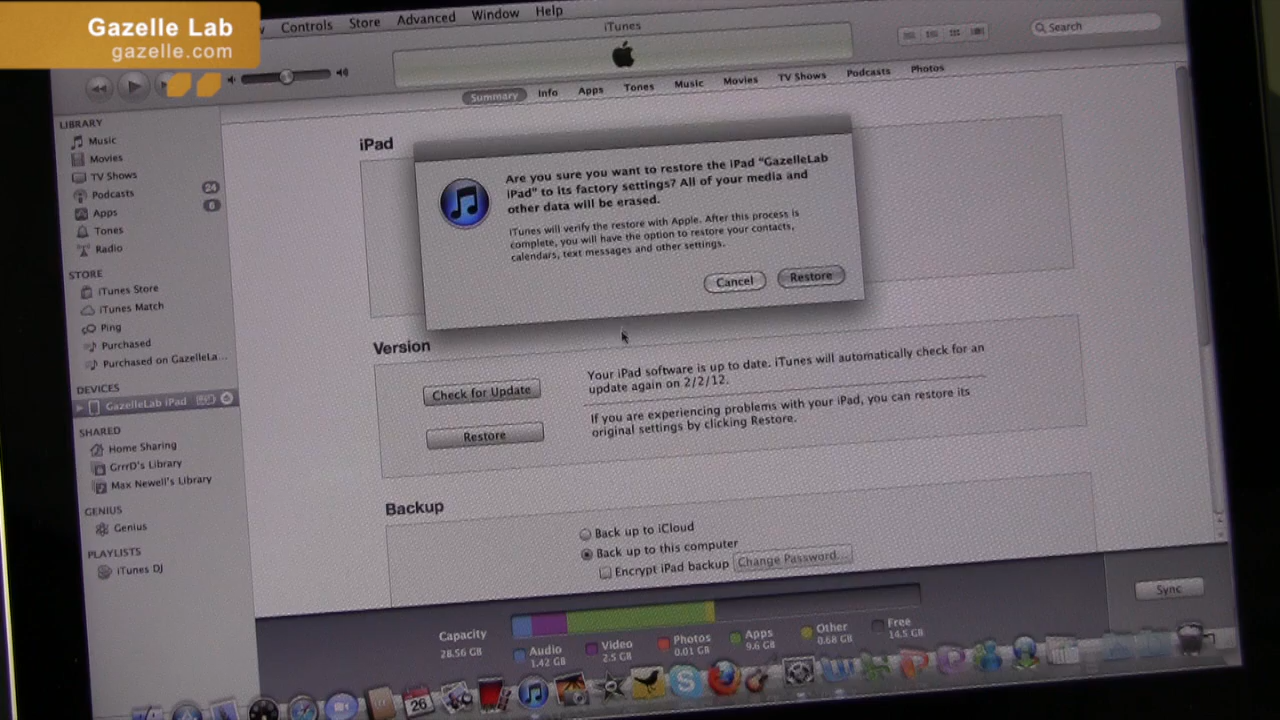 Gazelle Lab
gazelle.com
Controls Store Advanced Window Help
iTunes
Search
Summary Info Apps Tones Music Movies TV Shows Podcasts Photos
LIBRARY
Music
Movies
TV Shows
Podcasts 24
Apps 6
Tones
Radio
STORE
iTunes Store
iTunes Match
Ping
Purchased
Purchased on GazelleLa...
DEVICES
GazelleLab iPad
SHARED
Home Sharing
GrrrD's Library
Max Newell's Library
GENIUS
Genius
PLAYLISTS
iTunes DJ
iPad
Are you sure you want to restore the iPad “GazelleLab
iPad” to its factory settings? All of your media and
other data will be erased.
iTunes will verify the restore with Apple. After this process is
complete, you will have the option to restore your contacts,
calendars, text messages and other settings.
Cancel Restore
Version
Check for Update
Your iPad software is up to date. iTunes will automatically check for an
update again on 2/2/12.
Restore
If you are experiencing problems with your iPad, you can restore its
original settings by clicking Restore.
Backup
Back up to iCloud
Back up to this computer
Encrypt iPad backup Change Password...
Capacity
28.56 GB
Audio
1.42 GB
Video
2.5 GB
Photos
0.01 GB
Apps
9.6 GB
Other
0.68 GB
Free
14.5 GB
Sync
26